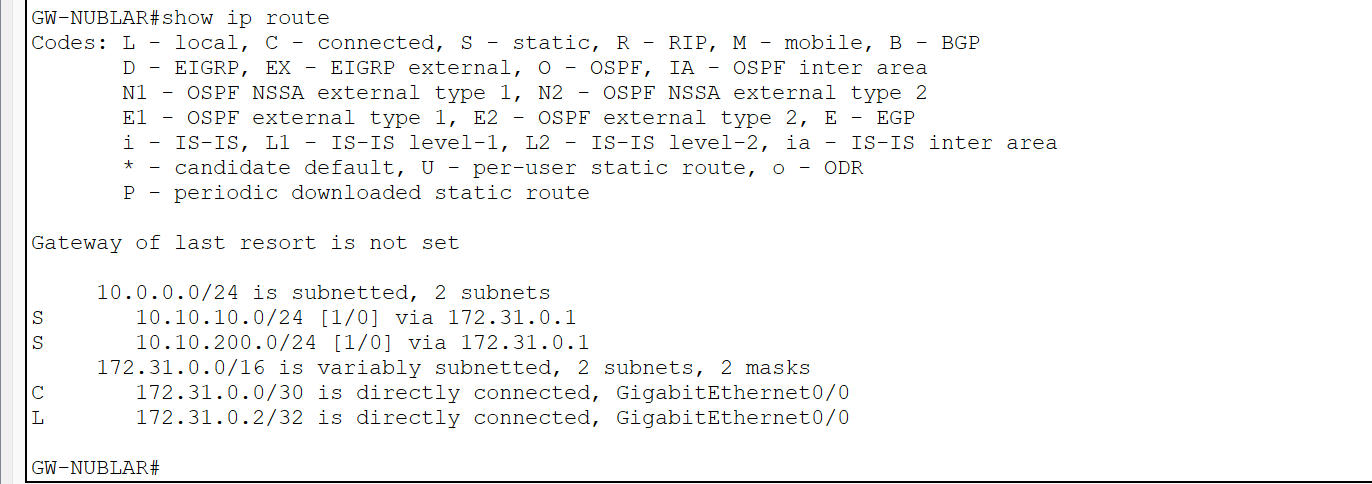 GW-NUBLAR#show ip route
Codes: L - local, C - connected, S - static, R - RIP, M - mobile, B - BGP
       D - EIGRP, EX - EIGRP external, O - OSPF, IA - OSPF inter area
       N1 - OSPF NSSA external type 1, N2 - OSPF NSSA external type 2
       E1 - OSPF external type 1, E2 - OSPF external type 2, E - EGP
       i - IS-IS, L1 - IS-IS level-1, L2 - IS-IS level-2, ia - IS-IS inter area
       * - candidate default, U - per-user static route, o - ODR
       P - periodic downloaded static route

Gateway of last resort is not set

     10.0.0.0/24 is subnetted, 2 subnets
S       10.10.10.0/24 [1/0] via 172.31.0.1
S       10.10.200.0/24 [1/0] via 172.31.0.1
     172.31.0.0/16 is variably subnetted, 2 subnets, 2 masks
C       172.31.0.0/30 is directly connected, GigabitEthernet0/0
L       172.31.0.2/32 is directly connected, GigabitEthernet0/0

GW-NUBLAR#